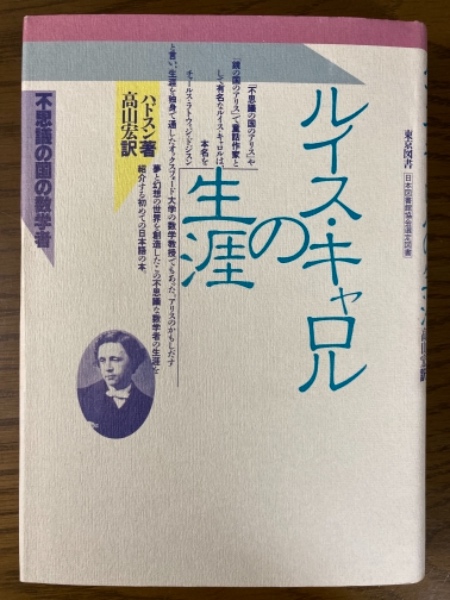 東京図書
日本図書館協会選定図書
ルイス・キャロル
の
生涯
『不思議の国のアリス』や
『鏡の国のアリス』で童話作家と
して有名なルイス・キャロルは、
本名を
チャールス・ラトウィジ・ドジスン
と言い、生涯を独身で通したオックスフォード大学の数学教授でもあった。アリスのかもしだす
夢と幻想の世界を創造したこの不思議な数学者の生涯を
紹介する初めての日本語の本。
ハドスン著
高山宏訳
不思議の国の数学者